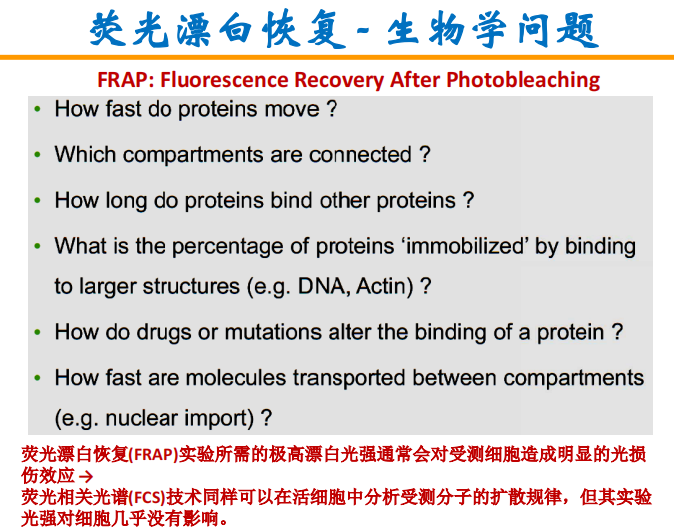 荧光漂白恢复 - 生物学问题
FRAP: Fluorescence Recovery After Photobleaching
• How fast do proteins move ?
• Which compartments are connected ?
• How long do proteins bind other proteins ?
• What is the percentage of proteins ‘immobilized’ by binding
to larger structures (e.g. DNA, Actin) ?
• How do drugs or mutations alter the binding of a protein ?
• How fast are molecules transported between compartments
(e.g. nuclear import) ?
荧光漂白恢复(FRAP)实验所需的极高漂白光强通常会对受测细胞造成明显的光损
伤效应 →
荧光相关光谱(FCS)技术同样可以在活细胞中分析受测分子的扩散规律，但其实验
光强对细胞几乎没有影响。